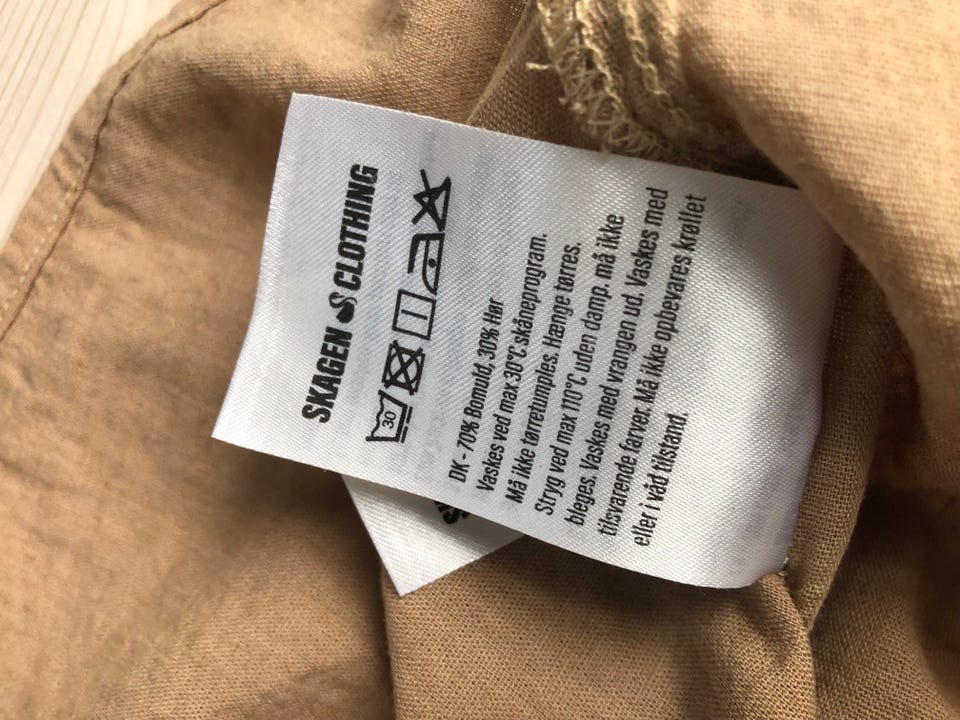 SKAGEN CLOTHING
30
DK - 70% Bomuld, 30% Hør
Vaskes ved max 30°C skåneprogram.
Må ikke tørretumples. Hænge tørres.
Stryg ved max 110°C uden damp. må ikke
bleges. Vaskes med vrangen ud. Vaskes med
tilsvarende farver. Må ikke opbevares krøllet
eller i våd tilstand.